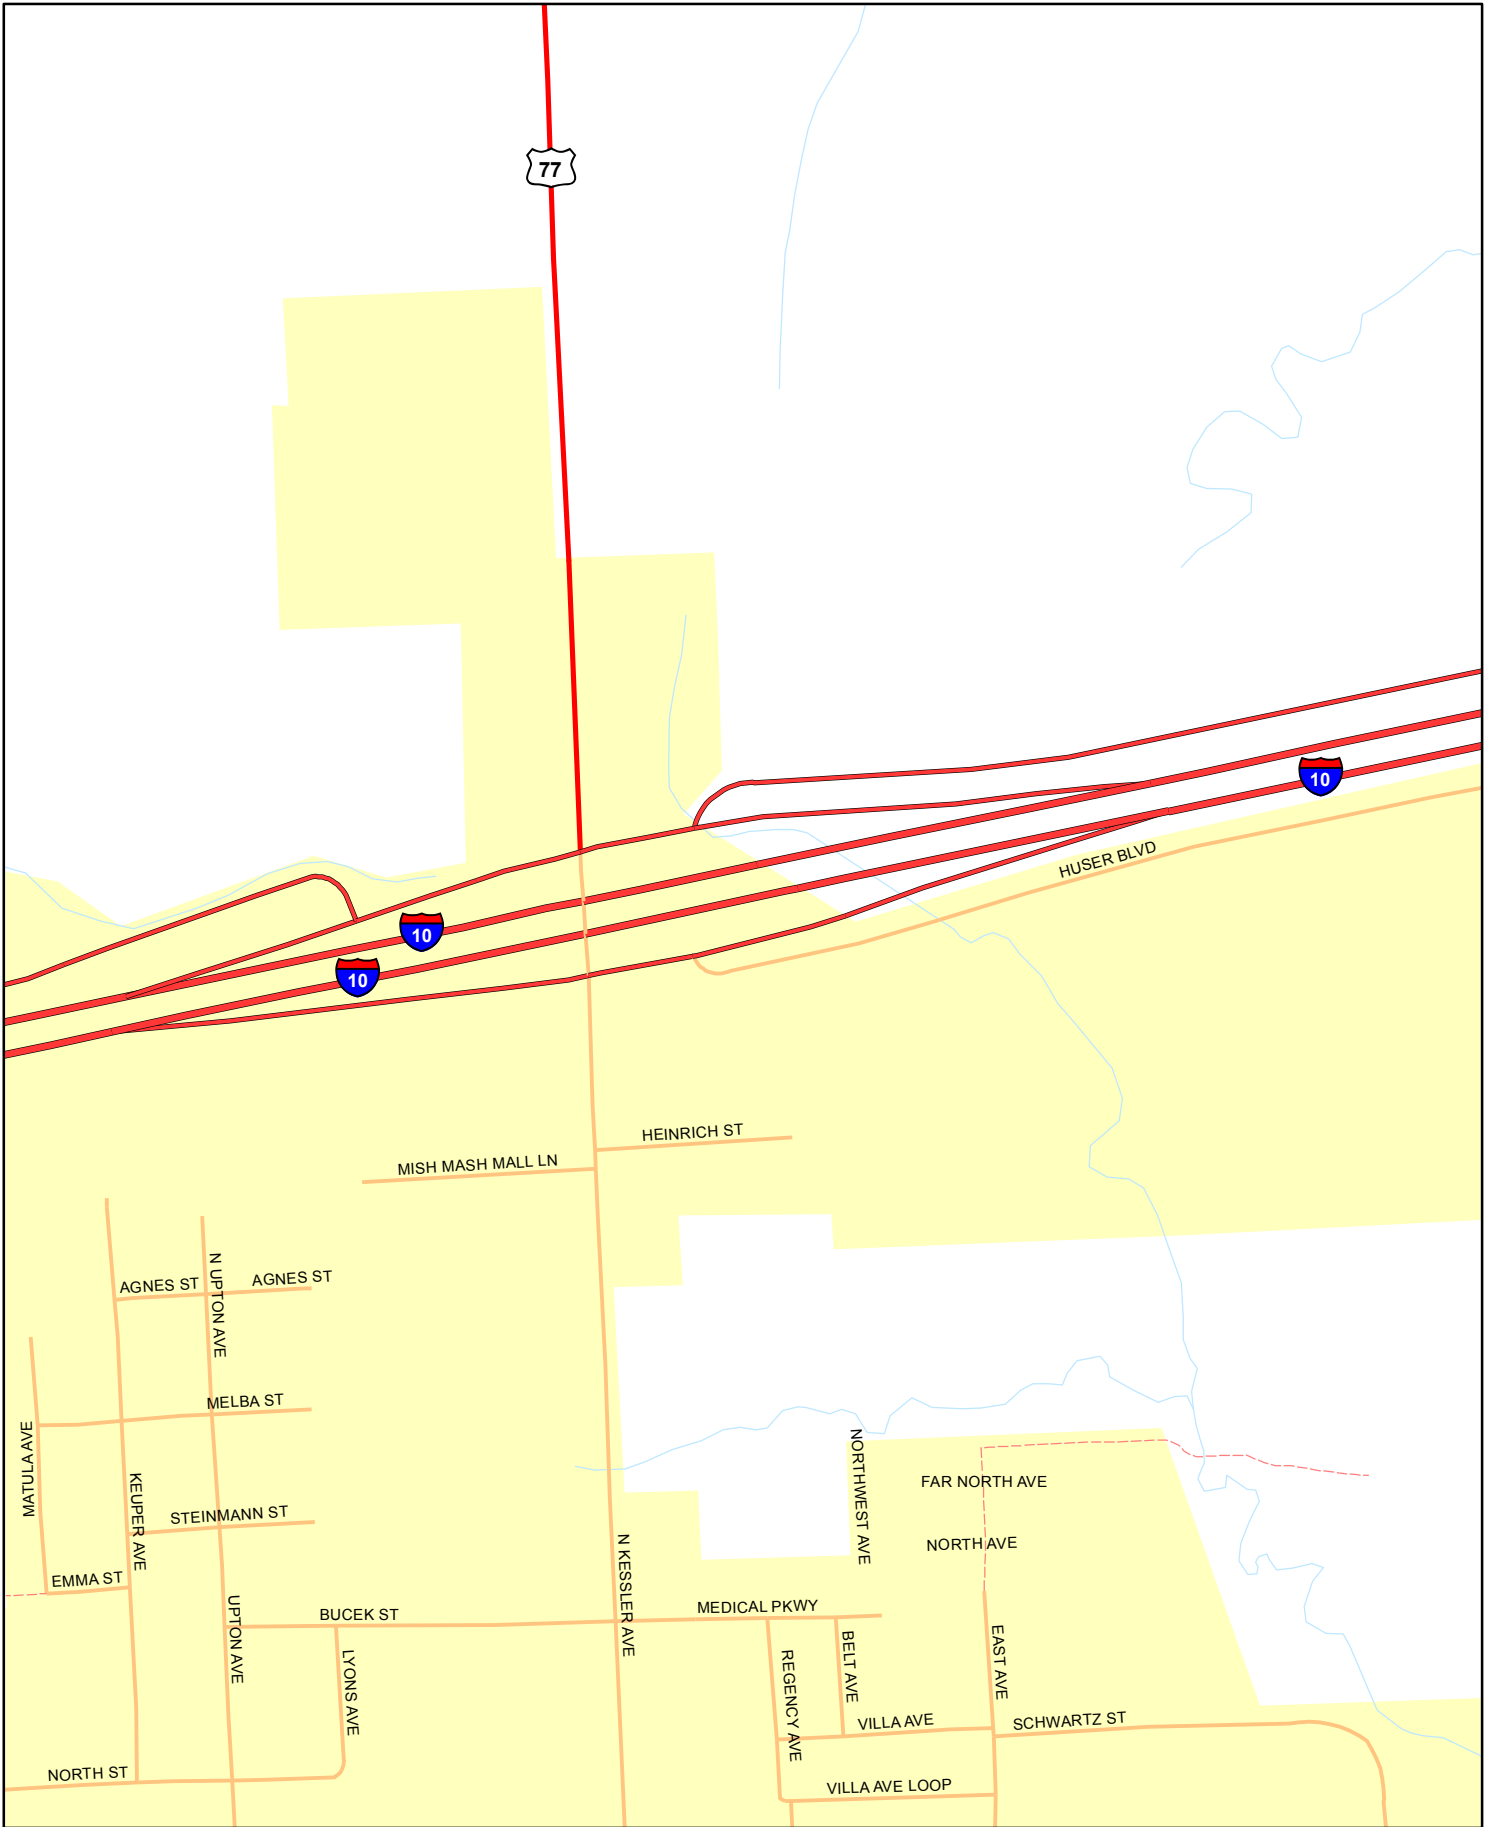 77
10
HUSER BLVD
10
10
HEINRICH ST
MISH MASH MALL LN
N UPTON AVE
AGNES ST
AGNES ST
MELBA ST
MATULA AVE
KEUPER AVE
STEINMANN ST
NORTHWEST AVE
FAR NORTH AVE
NORTH AVE
N KESSLER AVE
EMMA ST
UPTON AVE
BUCEK ST
MEDICAL PKWY
LYONS AVE
REGENCY AVE
BELT AVE
EAST AVE
VILLA AVE
SCHWARTZ ST
NORTH ST
VILLA AVE LOOP